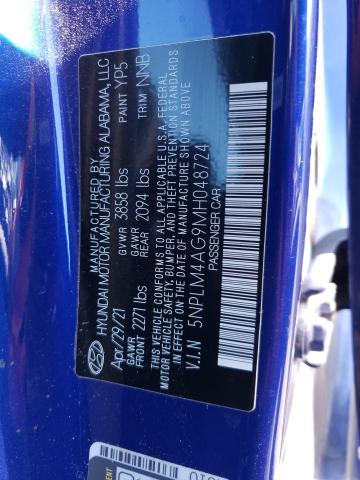 HYUNDAI MOTOR MANUFACTURING ALABAMA, LLC
Apr/29/21 GVWR 3858 lbs PAINT YP5
GAWR FRONT 2271 lbs GAWR REAR 2094 lbs TRIM NNB
THIS VEHICLE CONFORMS TO ALL APPLICABLE U.S.A. FEDERAL
MOTOR VEHICLE SAFETY, BUMPER, AND THEFT PREVENTION STANDARDS
IN EFFECT ON THE DATE OF MANUFACTURE SHOWN ABOVE.
V.I.N 5NPLM4AG9MH048724
PASSENGER CAR